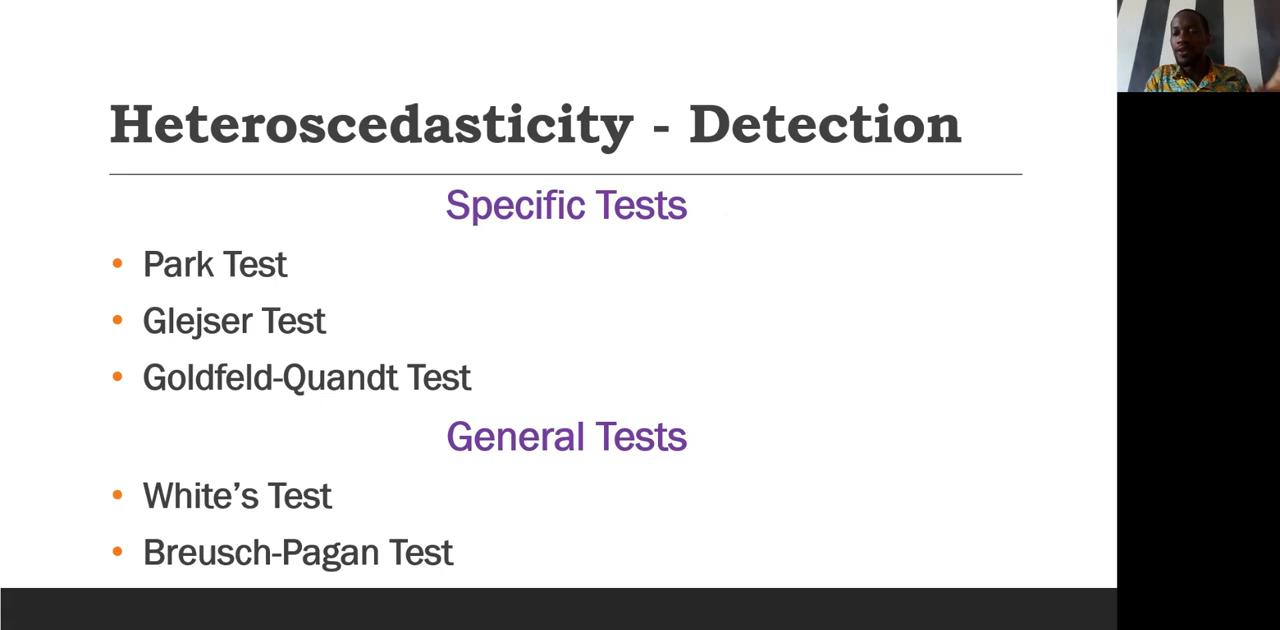 Heteroscedasticity - Detection
Specific Tests
• Park Test
• Glejser Test
• Goldfeld-Quandt Test
General Tests
• White’s Test
• Breusch-Pagan Test